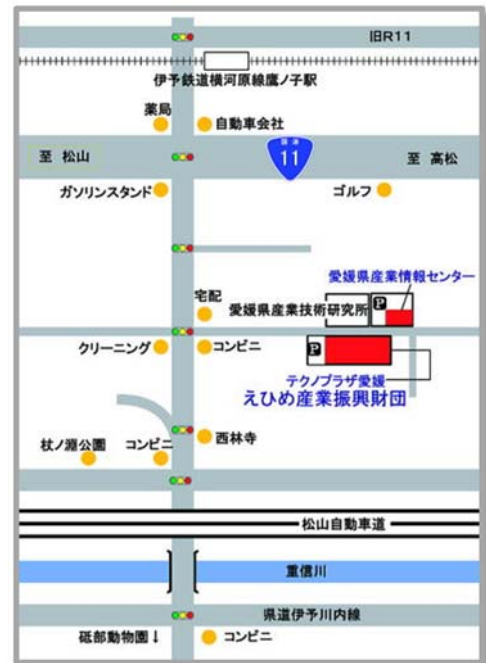 旧R11
伊予鉄道横河原線鷹ノ子駅
薬局
自動車会社
至 松山
国道
11
至 高松
ガソリンスタンド
ゴルフ
愛媛県産業情報センター
宅配
愛媛県産業技術研究所
P
クリーニング
コンビニ
P
テクノプラザ愛媛
えひめ産業振興財団
西林寺
杖ノ淵公園
コンビニ
松山自動車道
重信川
県道伊予川内線
砥部動物園↓
コンビニ